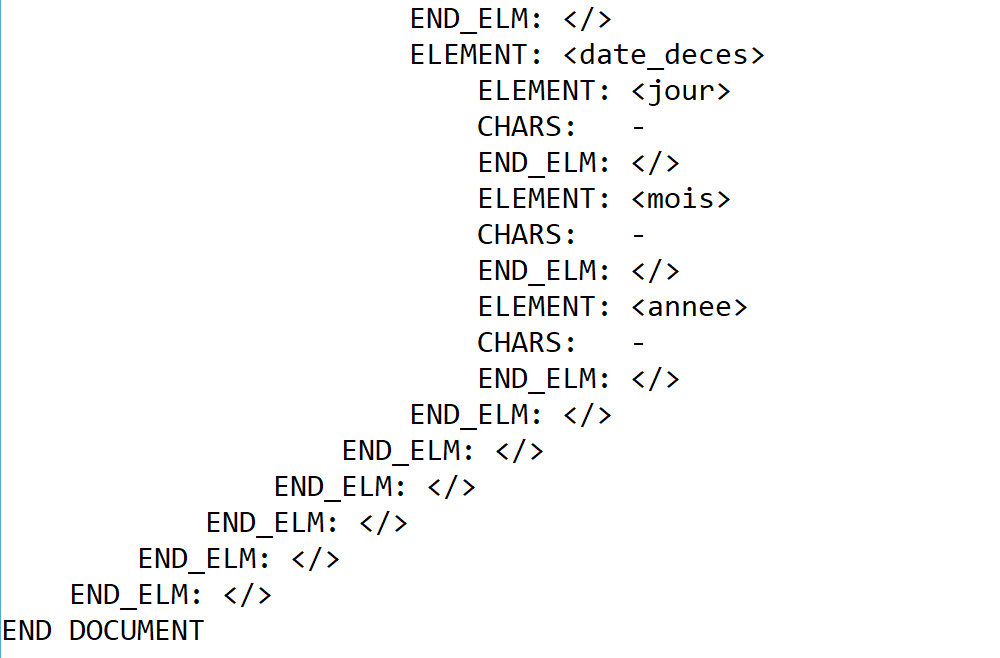 END_ELM: </>
ELEMENT: <date_deces>
ELEMENT: <jour>
CHARS:   -
END_ELM: </>
ELEMENT: <mois>
CHARS:   -
END_ELM: </>
ELEMENT: <annee>
CHARS:   -
END_ELM: </>
END_ELM: </>
END_ELM: </>
END_ELM: </>
END_ELM: </>
END_ELM: </>
END_ELM: </>
END DOCUMENT